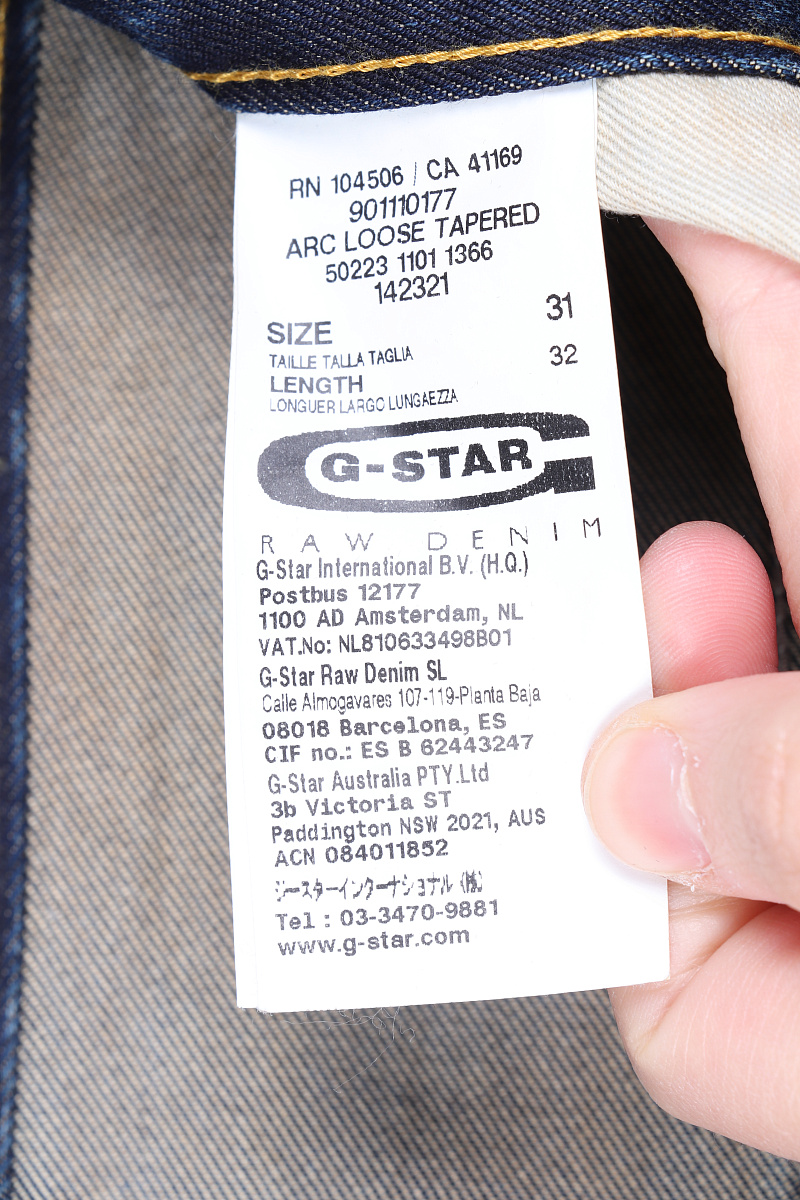 RN 104506 / CA 41169
901110177
ARC LOOSE TAPERED
50223 1101 1366
142321
SIZE 31
TAILLE TALLA TAGLIA 32
LENGTH
LONGUER LARGO LUNGAEZZA
G-STAR
RAW DENIM
G-Star International B.V. (H.Q.)
Postbus 12177
1100 AD Amsterdam, NL
VAT.No: NL810633498B01
G-Star Raw Denim SL
Calle Almogavares 107-119-Planta Baja
08018 Barcelona, ES
CIF no.: ES B 62443247
G-Star Australia PTY.Ltd
3b Victoria ST
Paddington NSW 2021, AUS
ACN 084011852
ジースターインターナショナル (株)
Tel : 03-3470-9881
www.g-star.com